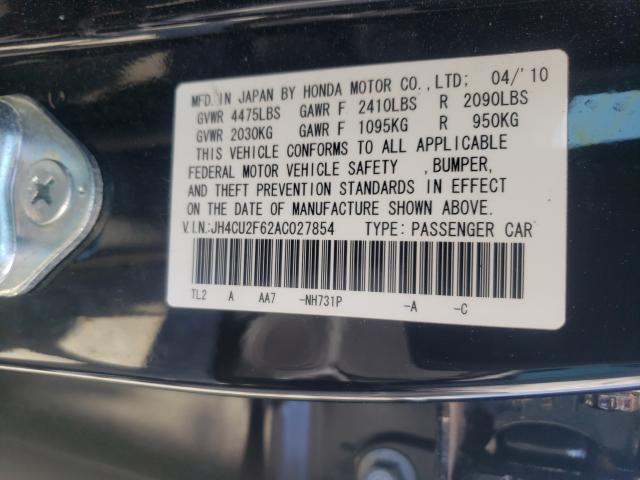 MFD.IN JAPAN BY HONDA MOTOR CO.,LTD; 04/'10
GVWR 4475LBS GAWR F 2410LBS R 2090LBS
GVWR 2030KG GAWR F 1095KG R 950KG
THIS VEHICLE CONFORMS TO ALL APPLICABLE
FEDERAL MOTOR VEHICLE SAFETY ,BUMPER,
AND THEFT PREVENTION STANDARDS IN EFFECT
ON THE DATE OF MANUFACTURE SHOWN ABOVE.
V.I.N.:JH4CU2F62AC027854 TYPE: PASSENGER CAR
TL2 A AA7 -NH731P -A -C